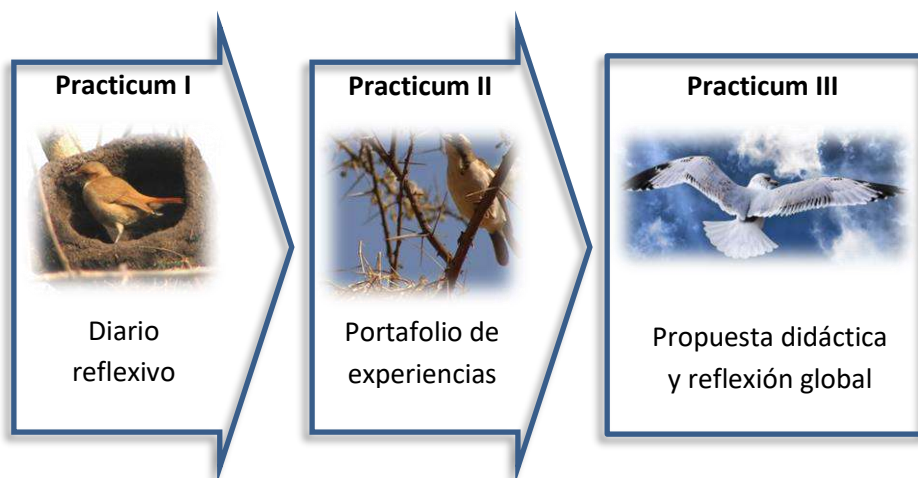 Practicum I
Diario
reflexivo
Practicum II
Portafolio de
experiencias
Practicum III
Propuesta didáctica
y reflexión global